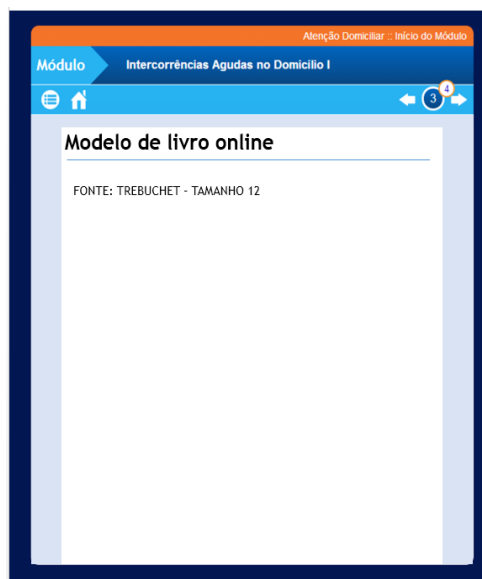 Atenção Domiciliar :: Início do Módulo
Módulo
Intercorrências Agudas no Domicílio I
3
4
Modelo de livro online
FONTE: TREBUCHET - TAMANHO 12